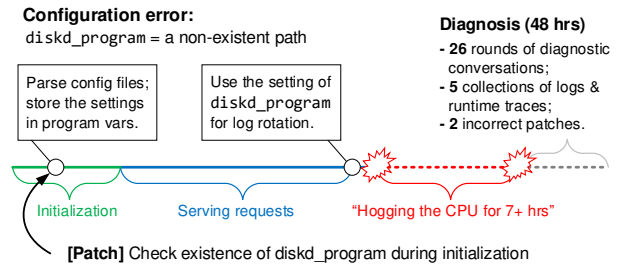 Configuration error:
diskd_program = a non-existent path
Diagnosis (48 hrs)
- 26 rounds of diagnostic
conversations;
- 5 collections of logs &
runtime traces;
- 2 incorrect patches.
Parse config files;
store the settings
in program vars.
Use the setting of
diskd_program
for log rotation.
Initialization
Serving requests
“Hogging the CPU for 7+ hrs”
[Patch] Check existence of diskd_program during initialization